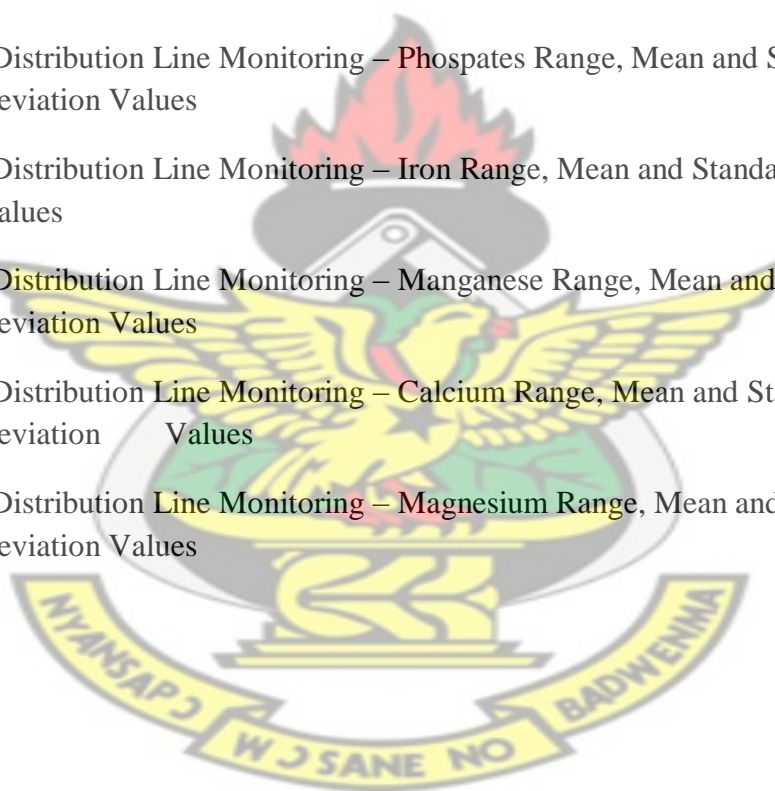 Distribution Line Monitoring – Phospates Range, Mean and S
eviation Values
Distribution Line Monitoring – Iron Range, Mean and Standa
alues
Distribution Line Monitoring – Manganese Range, Mean and
eviation Values
Distribution Line Monitoring – Calcium Range, Mean and St
eviation Values
Distribution Line Monitoring – Magnesium Range, Mean and
eviation Values
NYANSAPƆ
WƆSANE NO
BADWENMA